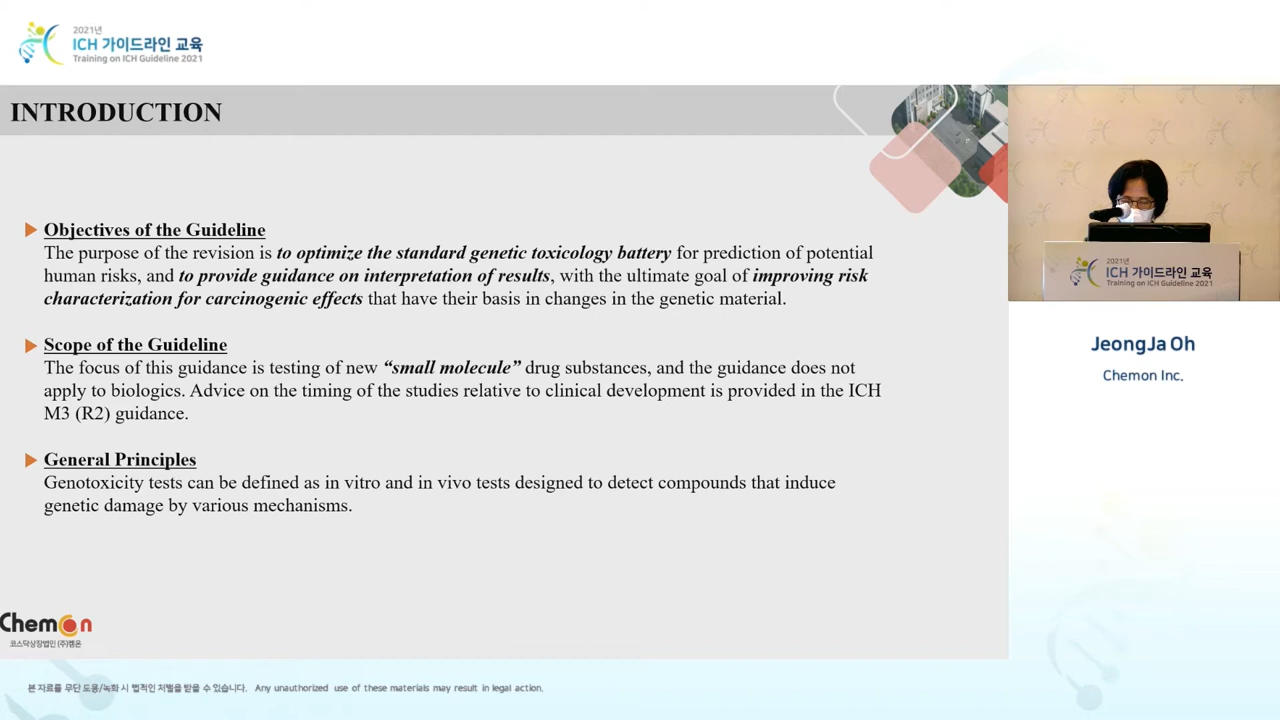 2021년
ICH 가이드라인 교육
Training on ICH Guideline 2021
INTRODUCTION
Objectives of the Guideline
The purpose of the revision is to optimize the standard genetic toxicology battery for prediction of potential
human risks, and to provide guidance on interpretation of results, with the ultimate goal of improving risk
characterization for carcinogenic effects that have their basis in changes in the genetic material.
Scope of the Guideline
The focus of this guidance is testing of new “small molecule” drug substances, and the guidance does not
apply to biologics. Advice on the timing of the studies relative to clinical development is provided in the ICH
M3 (R2) guidance.
General Principles
Genotoxicity tests can be defined as in vitro and in vivo tests designed to detect compounds that induce
genetic damage by various mechanisms.
2021년
ICH 가이드라인 교육
Training on ICH Guideline 2021
JeongJa Oh
Chemon Inc.
Chemon
코스닥상장법인 (주)켐온
본 자료를 무단 도용/녹화 시 법적인 처벌을 받을 수 있습니다. Any unauthorized use of these materials may result in legal action.